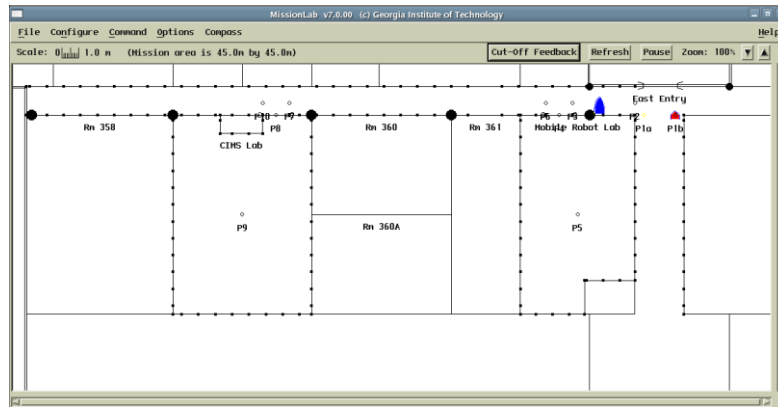 MissionLab v7.0.00 (c) Georgia Institute of Technology
File Configure Command Options Compass Help
Scale: 0 1.0 m (Mission area is 45.0m by 45.0m) Cut-Off Feedback Refresh Pause Zoom: 100%
East Entry
P10 P7 P6 P3 P2
Rm 358 P8 Rm 360 Rm 361 Mobile Robot Lab P1a P1b
CIMS Lab
P9 Rm 360A P5